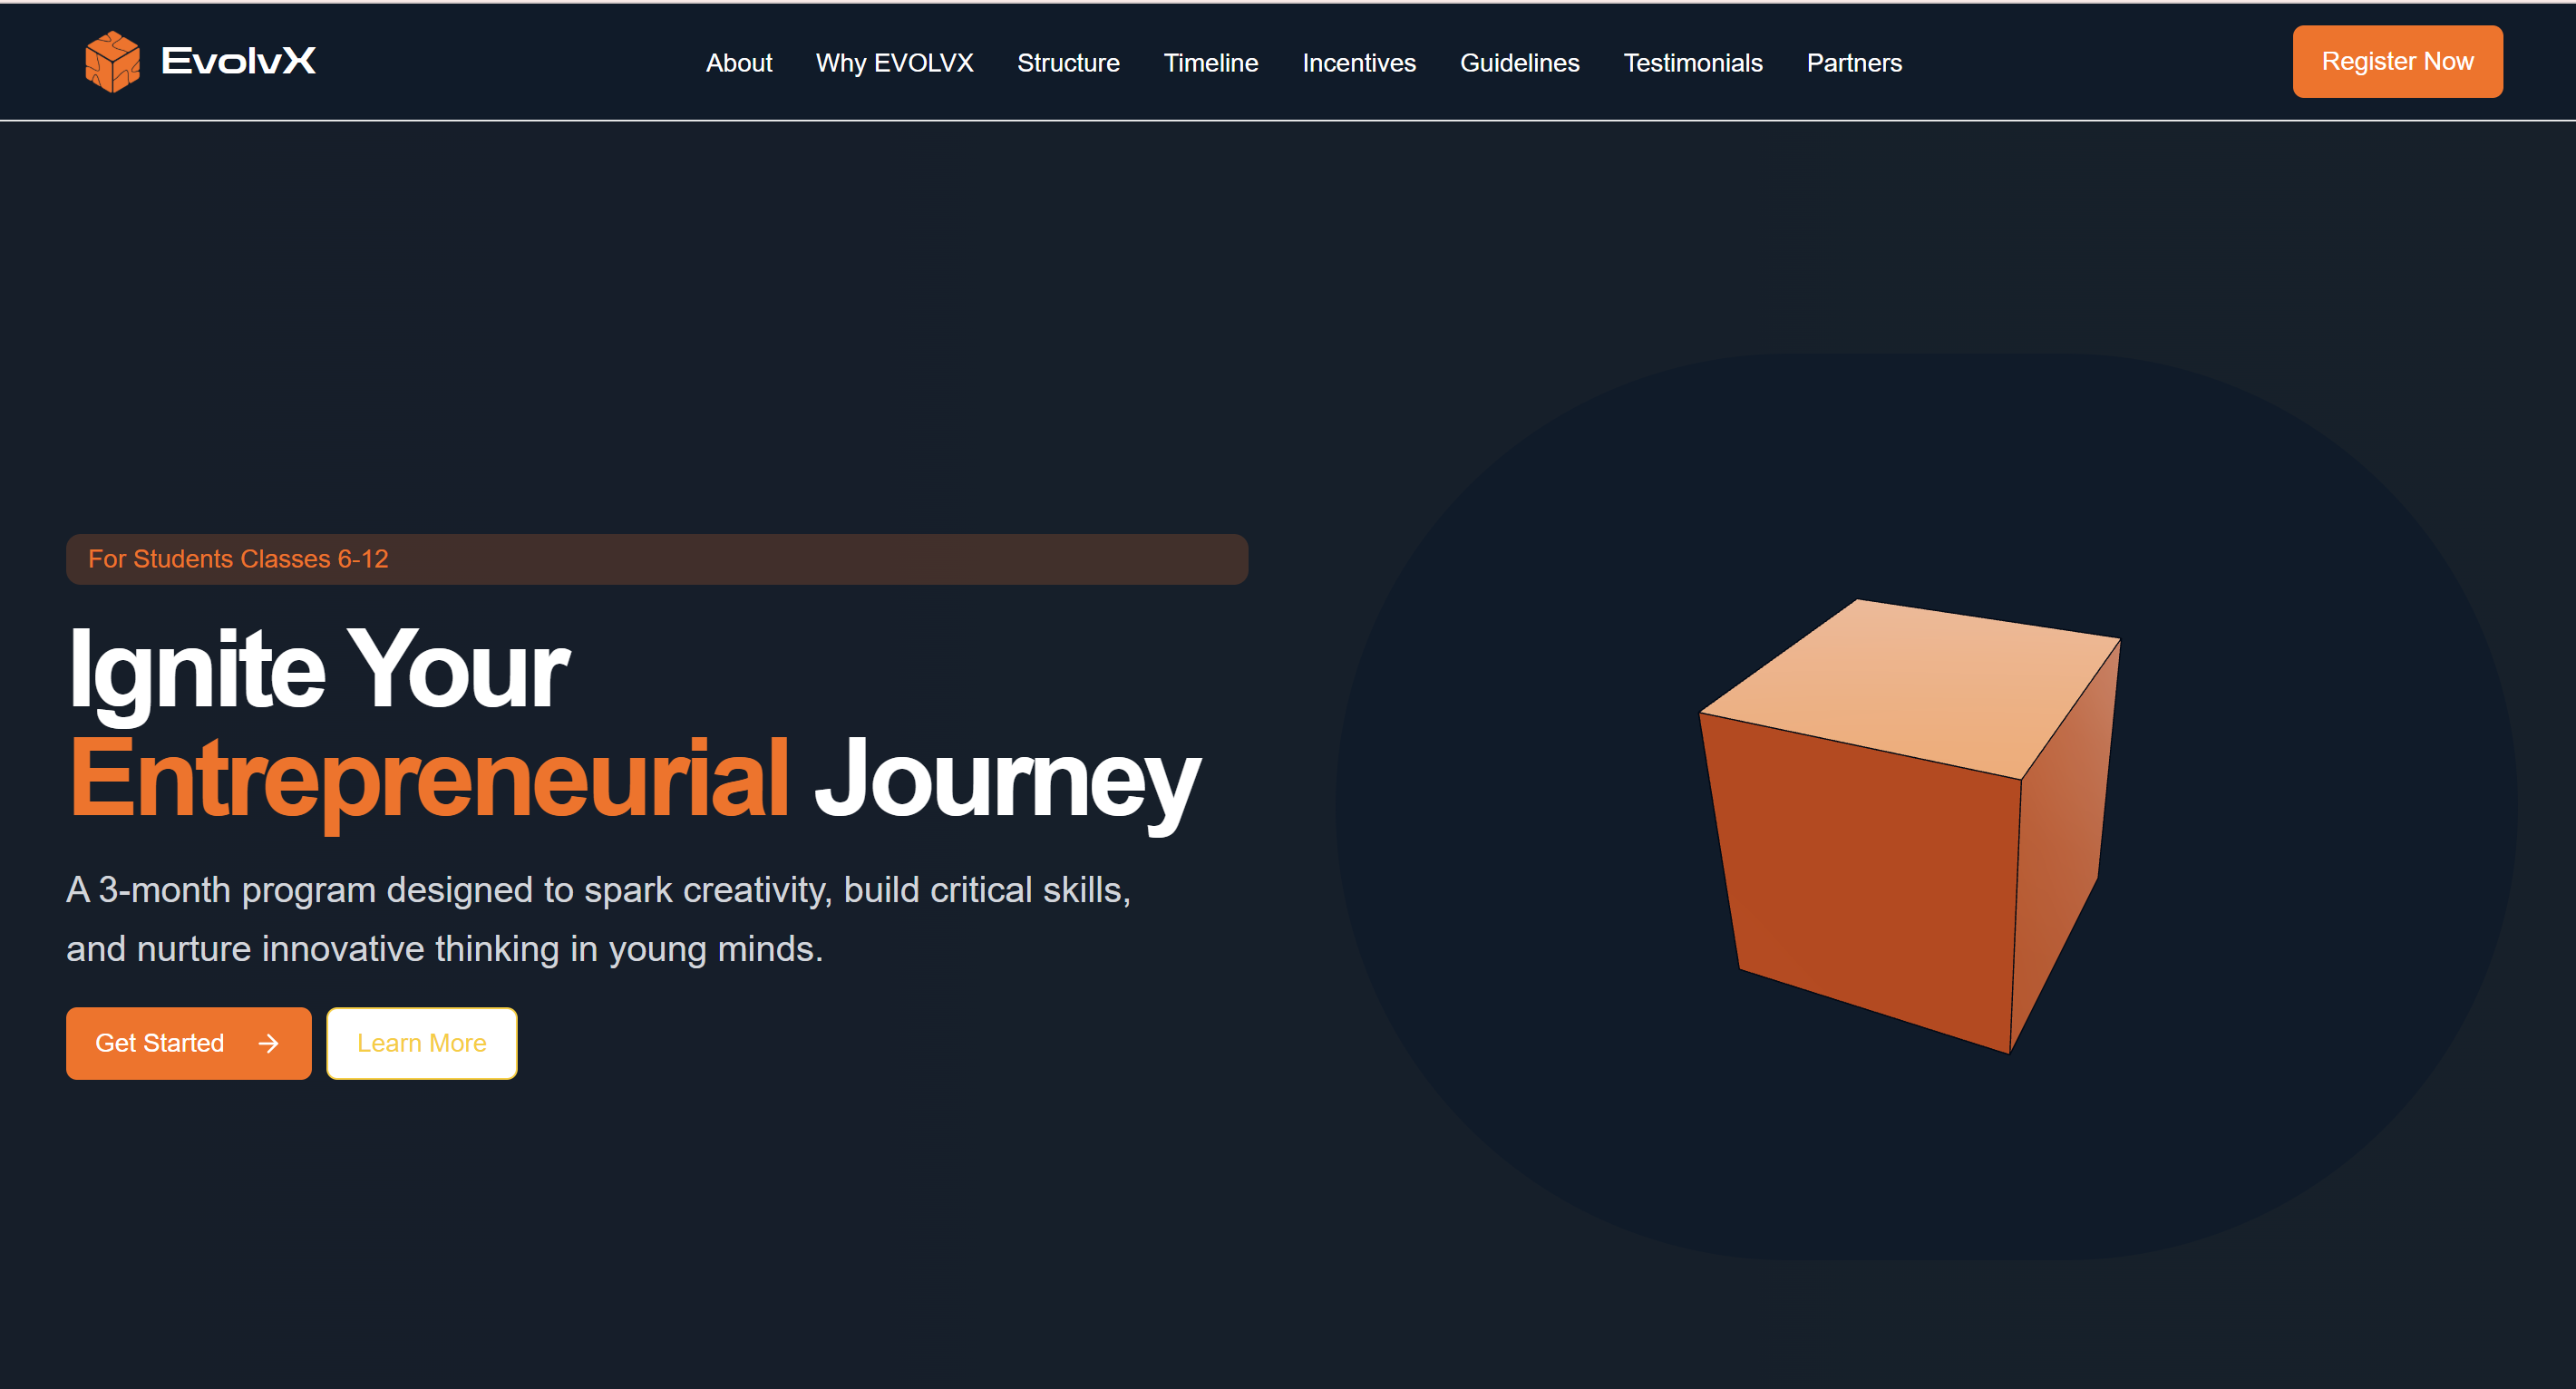 EvolvX
About
Why EVOLVX
Structure
Timeline
Incentives
Guidelines
Testimonials
Partners
Register Now
For Students Classes 6-12
Ignite Your
Entrepreneurial Journey
A 3-month program designed to spark creativity, build critical skills,
and nurture innovative thinking in young minds.
Get Started
Learn More